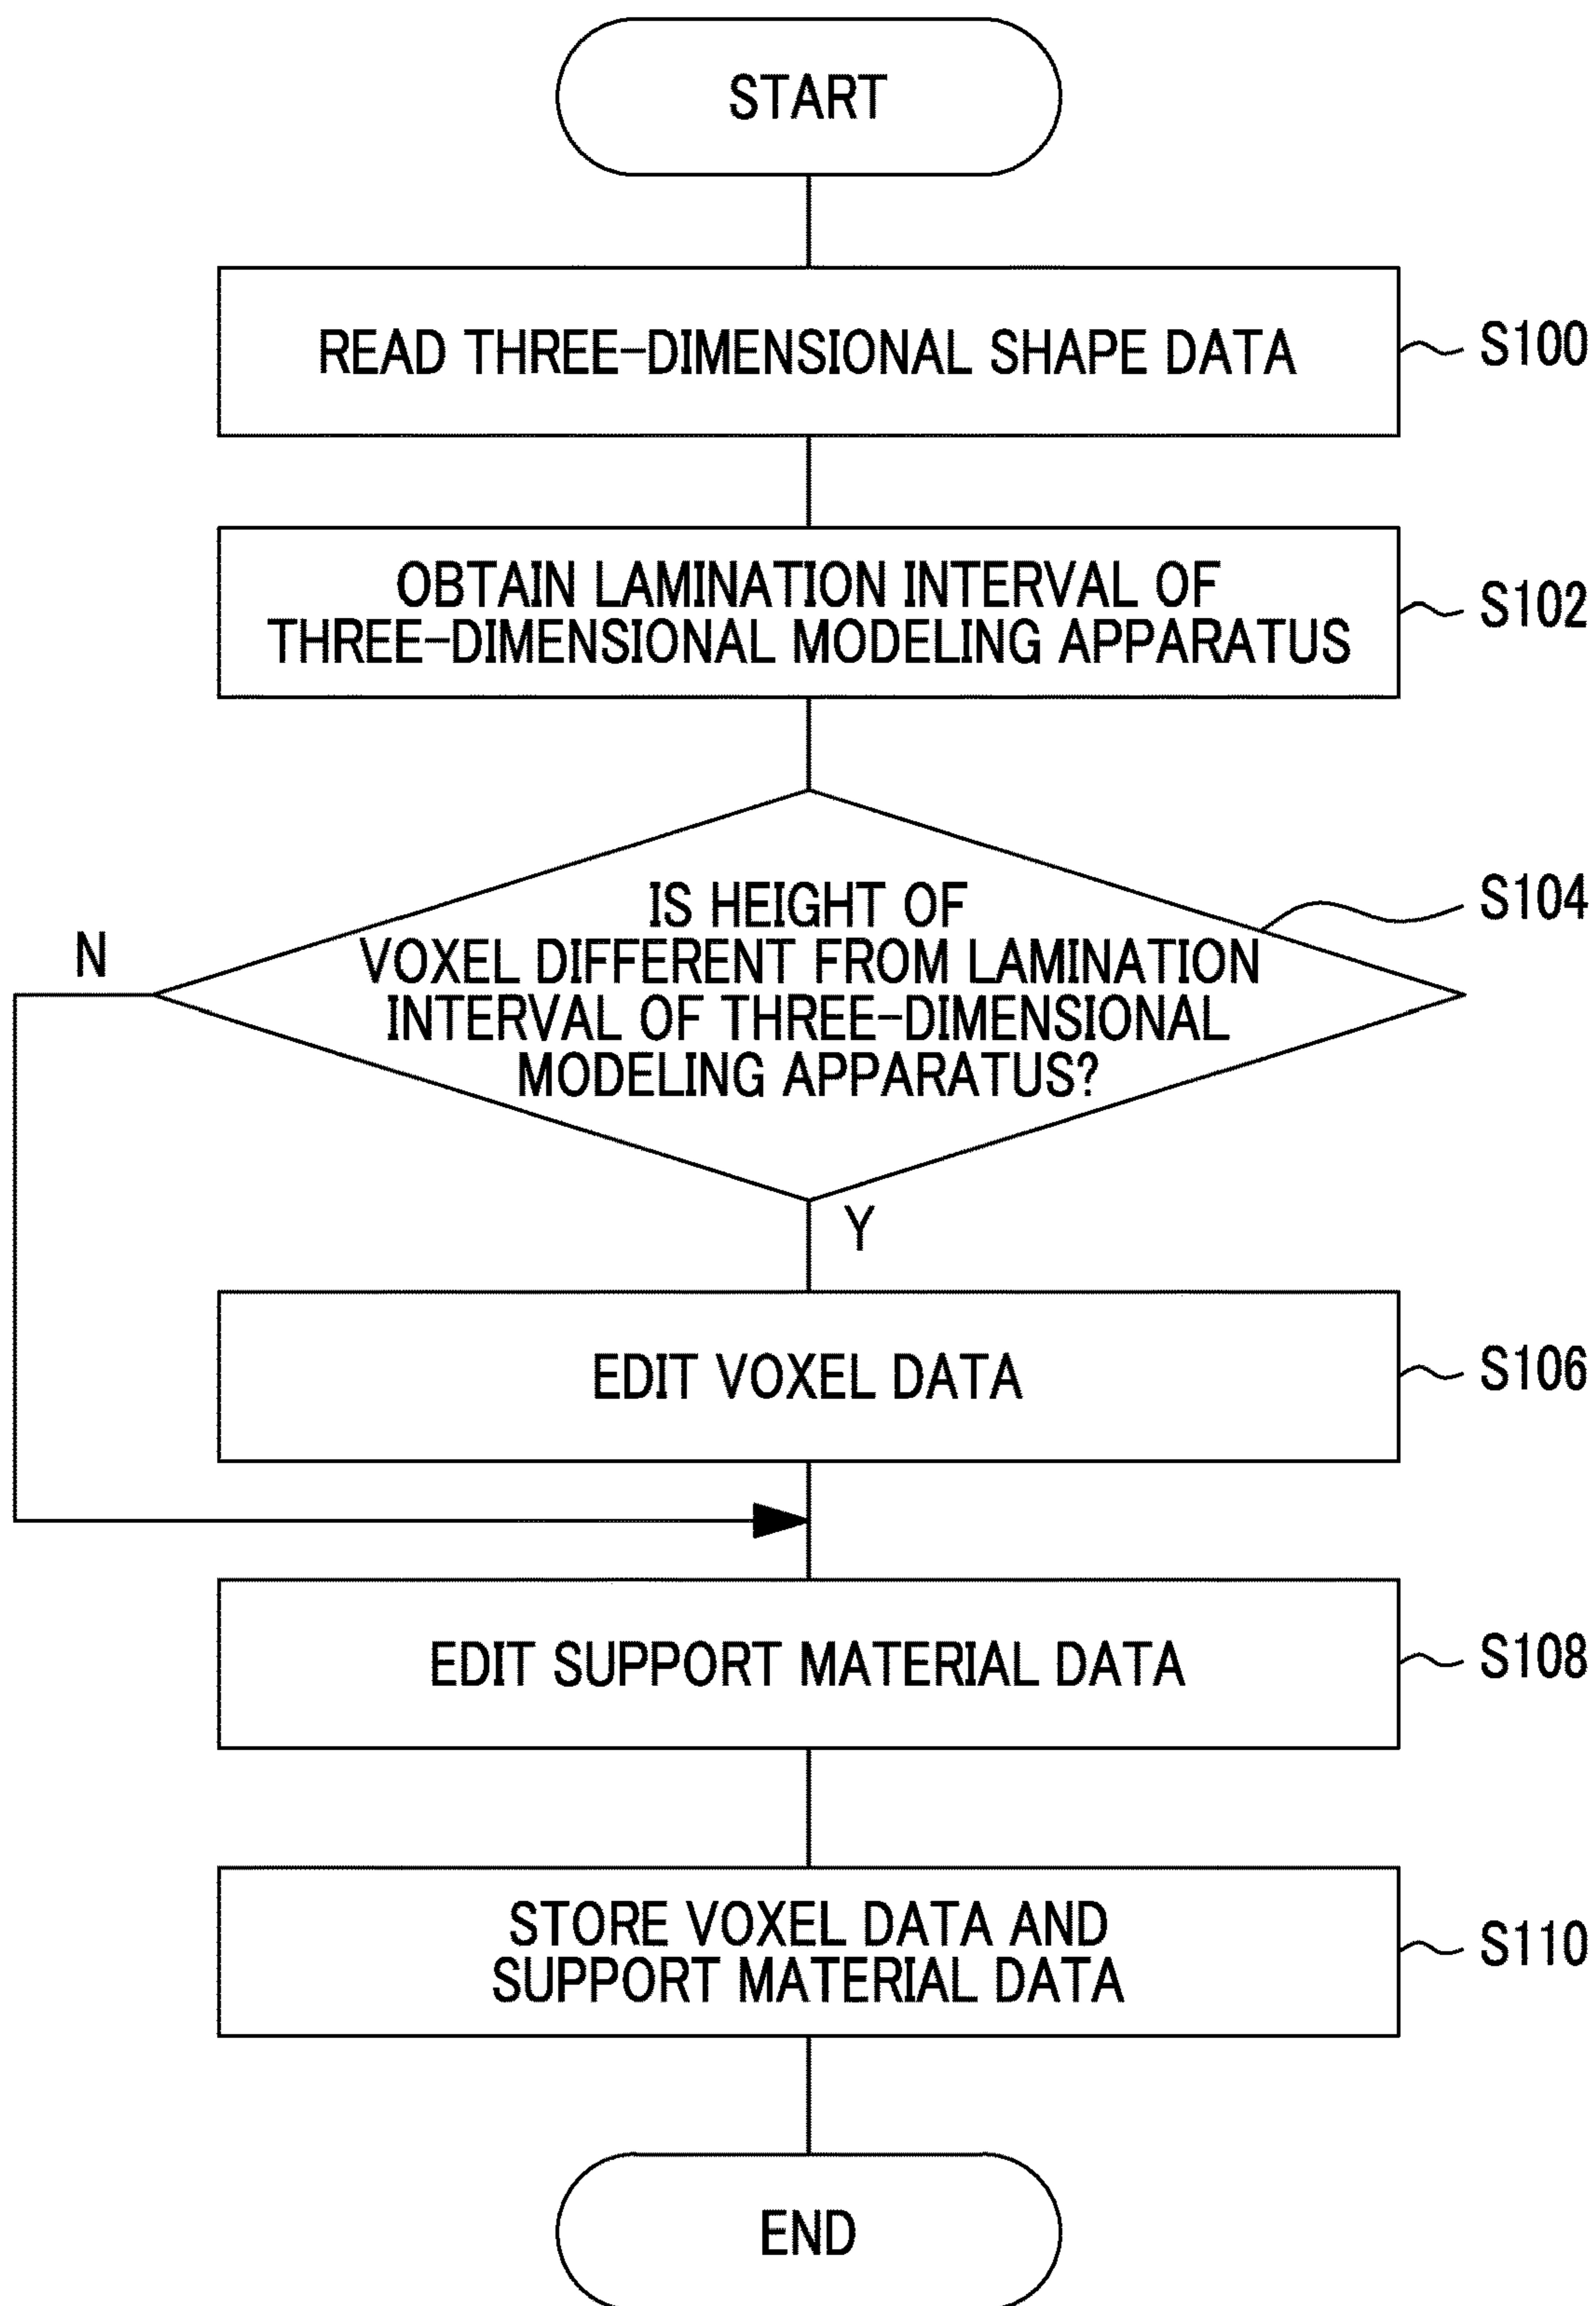 START
READ THREE-DIMENSIONAL SHAPE DATA
S100
OBTAIN LAMINATION INTERVAL OF
THREE-DIMENSIONAL MODELING APPARATUS
S102
IS HEIGHT OF
VOXEL DIFFERENT FROM LAMINATION
INTERVAL OF THREE-DIMENSIONAL
MODELING APPARATUS?
S104
N
Y
EDIT VOXEL DATA
S106
EDIT SUPPORT MATERIAL DATA
S108
STORE VOXEL DATA AND
SUPPORT MATERIAL DATA
S110
END